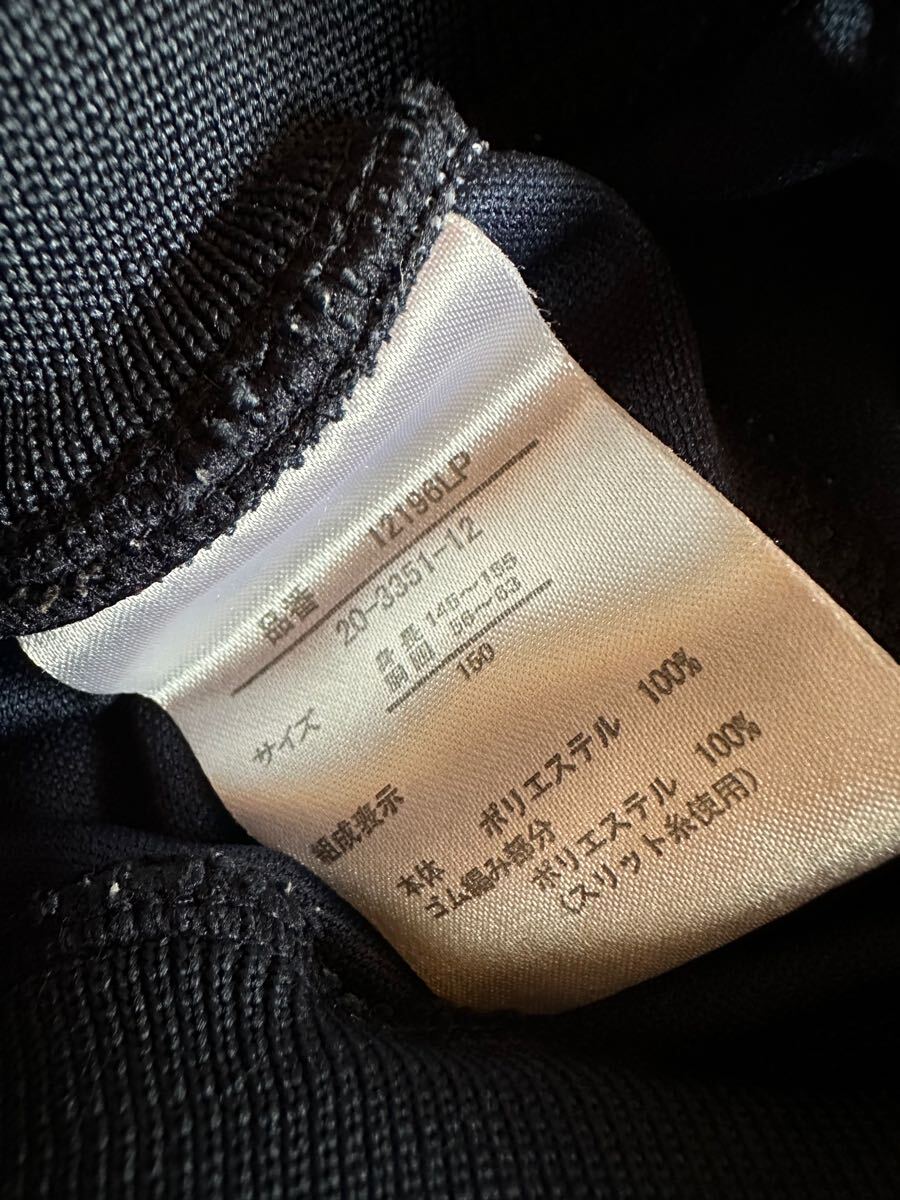 品番 12196LP
20-3351-12
サイズ 身長 145~155
胴囲 56~63
150
組成表示
本体 ポリエステル 100%
ゴム編み部分
ポリエステル 100%
(スリット糸使用)